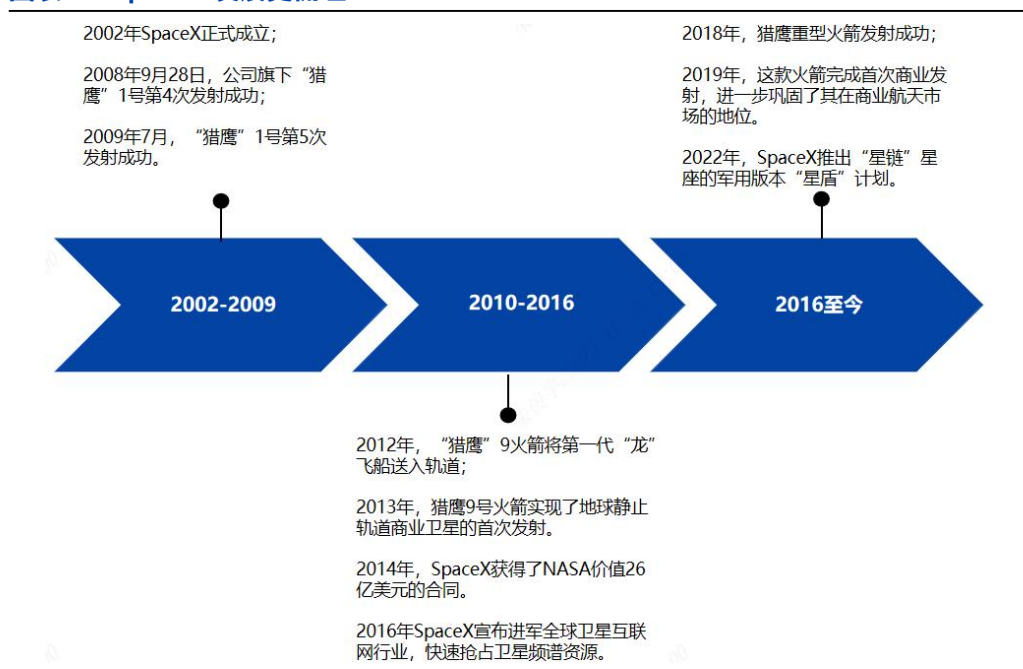 2002年SpaceX正式成立；
2008年9月28日，公司旗下“猎
鹰”1号第4次发射成功；
2009年7月，“猎鹰”1号第5次
发射成功。
2018年，猎鹰重型火箭发射成功；
2019年，这款火箭完成首次商业发
射，进一步巩固了其在商业航天市
场的地位。
2022年，SpaceX推出“星链”星
座的军用版本“星盾”计划。
2002-2009
2010-2016
2016至今
2012年，“猎鹰”9火箭将第一代“龙”
飞船送入轨道；
2013年，猎鹰9号火箭实现了地球静止
轨道商业卫星的首次发射。
2014年，SpaceX获得了NASA价值26
亿美元的合同。
2016年SpaceX宣布进军全球卫星互联
网行业，快速抢占卫星频谱资源。